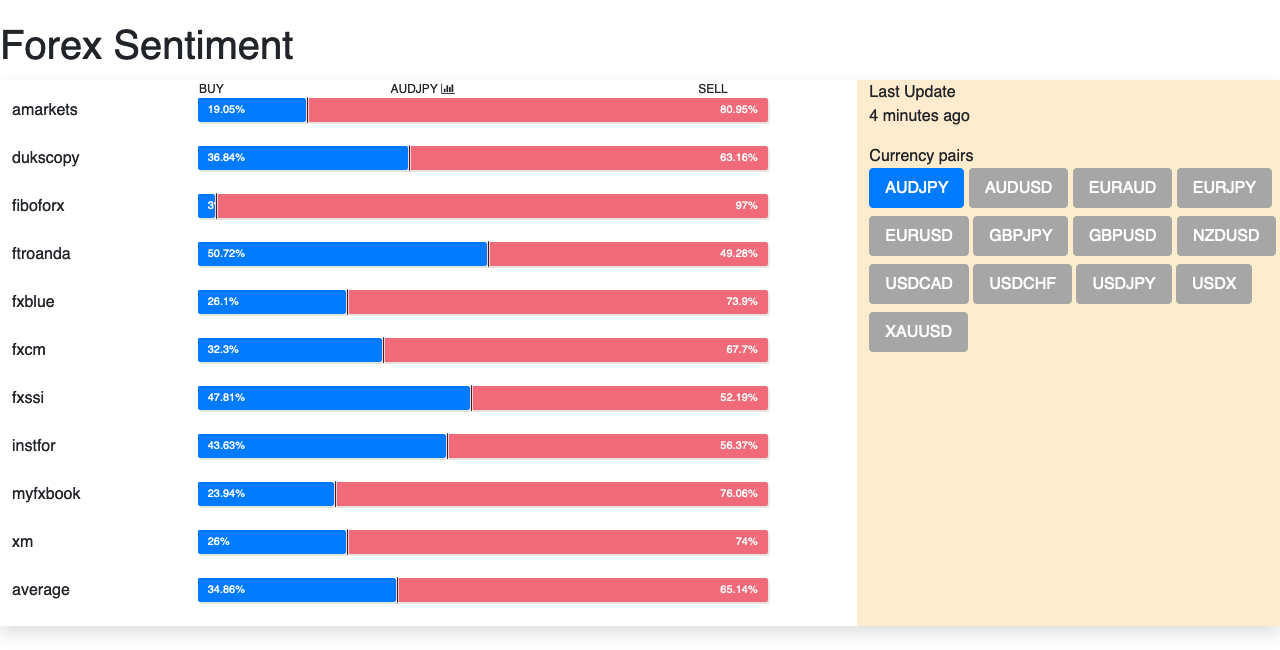 Forex Sentiment
BUY AUDJPY SELL
amarkets 19.05% 80.95%
dukscopy 36.84% 63.16%
fiboforx 3 97%
ftroanda 50.72% 49.28%
fxblue 26.1% 73.9%
fxcm 32.3% 67.7%
fxssi 47.81% 52.19%
instfor 43.63% 56.37%
myfxbook 23.94% 76.06%
xm 26% 74%
average 34.86% 65.14%
Last Update
4 minutes ago
Currency pairs
AUDJPY AUDUSD EURAUD EURJPY
EURUSD GBPJPY GBPUSD NZDUSD
USDCAD USDCHF USDJPY USDX
XAUUSD